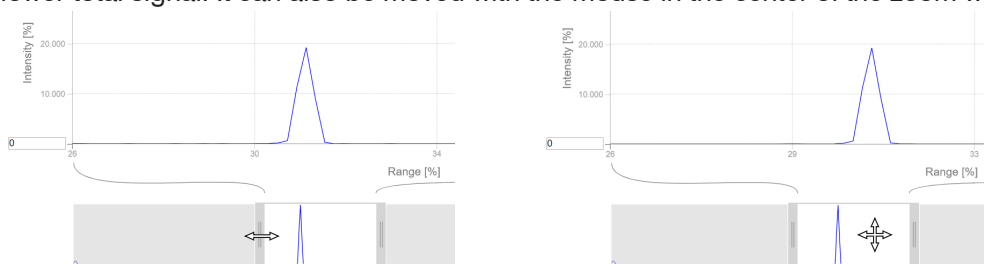 lower total signal. It can also be moved with the mouse in the center of the zoom
Intensity [%]
20.000
10.000
0
26
30
34
Range [%]
Intensity [%]
20.000
10.000
0
26
29
33
Range [%]